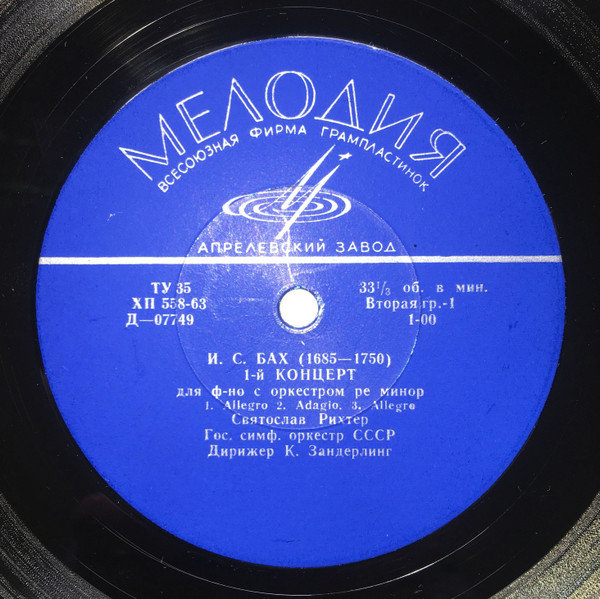 МЕЛОДИЯ
ВСЕСОЮЗНАЯ ФИРМА ГРАМПЛАСТИНОК
АПРЕЛЕВСКИЙ ЗАВОД
ТУ 35
ХП 558-63
Д—07749
33⅓ об. в мин.
Вторая гр.-1
1-00
И. С. БАХ (1685—1750)
1-й КОНЦЕРТ
для ф-но с оркестром ре минор
1. Allegro 2. Adagio. 3. Allegro
Святослав Рихтер
Гос. симф. оркестр СССР
Дирижер К. Зандерлинг